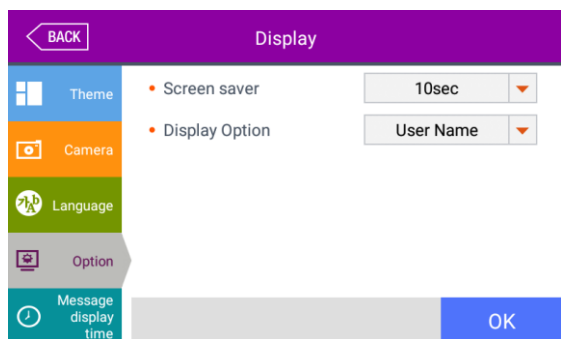 BACK
Display
Theme
Camera
Language
Option
Message
display
time
• Screen saver
10sec
• Display Option
User Name
OK